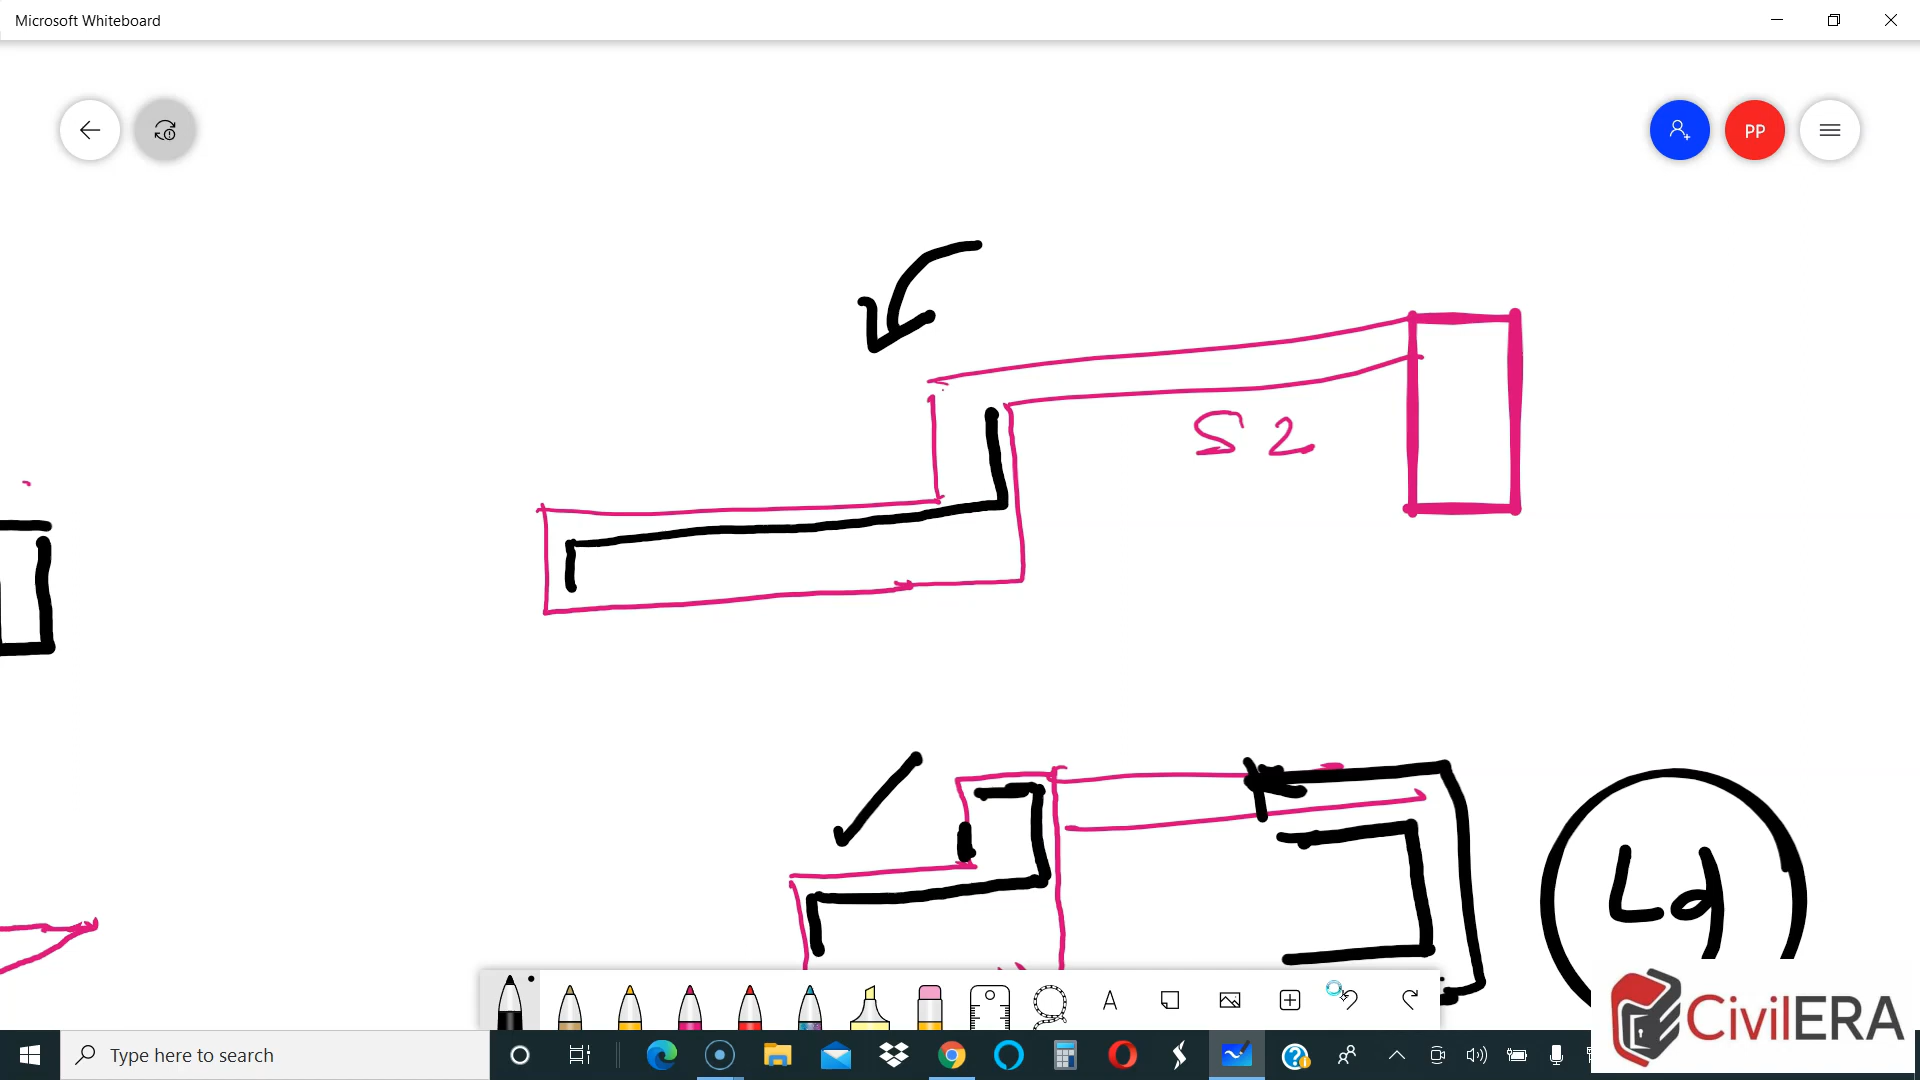 Microsoft Whiteboard
PP
S2
Ld
A
CivilERA
Type here to search